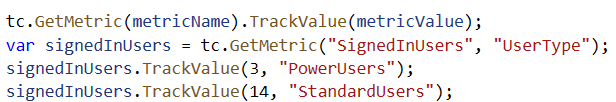 tc.GetMetric(metricName).TrackValue(metricValue);
var signedInUsers = tc.GetMetric("SignedInUsers", "UserType");
signedInUsers.TrackValue(3, "PowerUsers");
signedInUsers.TrackValue(14, "StandardUsers");